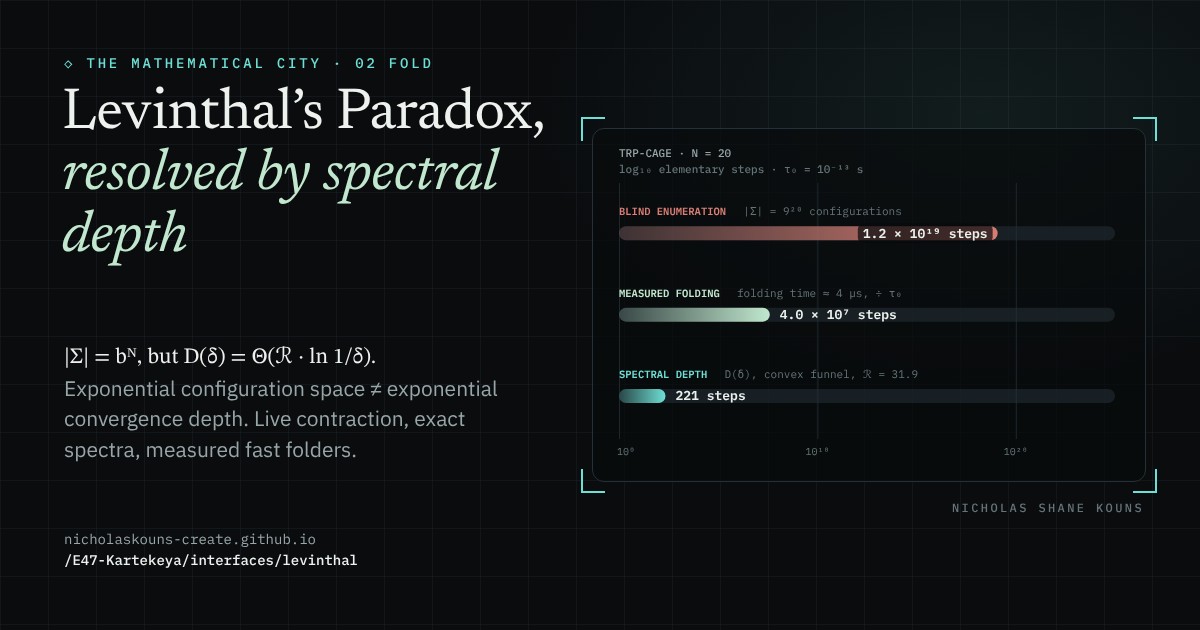 ◇ THE MATHEMATICAL CITY · 02 FOLD
Levinthal’s Paradox,
resolved by spectral
depth
|Σ| = bᴺ, but D(δ) = Θ(ℛ · ln 1/δ).
Exponential configuration space ≠ exponential
convergence depth. Live contraction, exact
spectra, measured fast folders.
nicholaskouns-create.github.io
/E47-Kartekeya/interfaces/levinthal
TRP-CAGE · N = 20
log₁₀ elementary steps · τ₀ = 10⁻¹³ s
BLIND ENUMERATION |Σ| = 9²⁰ configurations
1.2 × 10¹⁹ steps
MEASURED FOLDING folding time ≈ 4 µs, ÷ τ₀
4.0 × 10⁷ steps
SPECTRAL DEPTH D(δ), convex funnel, ℛ = 31.9
221 steps
10⁰ 10¹⁰ 10²⁰
NICHOLAS SHANE KOUNS